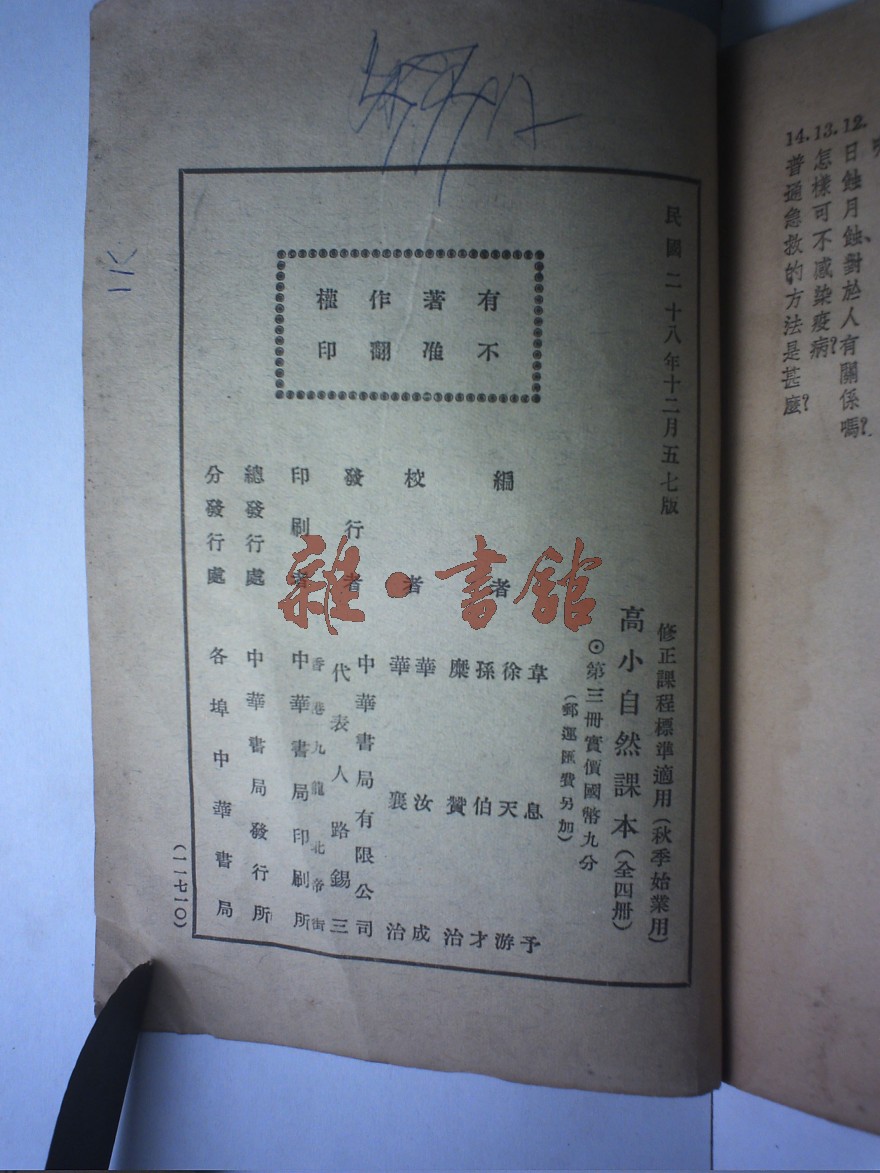 12.日蝕月蝕、對於人有關係嗎?
13.怎樣可不感染疫病?
14.普通急救的方法是甚麼?
民國二十八年十二月五七版
有著作權
不准翻印
修正課程標準適用(秋季始業用)
高小自然課本(全四册)
⊙第三冊實價國幣九分
(郵運匯費另加)
編者
韋息予
徐天游
孫伯才
糜贊治
校者
華汝成
華襄治
發行者
中華書局有限公司
代表人路錫三
印刷者
香港九龍北帝街
中華書局印刷所
總發行處
中華書局發行所
分發行處
各埠中華書局
(一一七一〇)
雜·書館